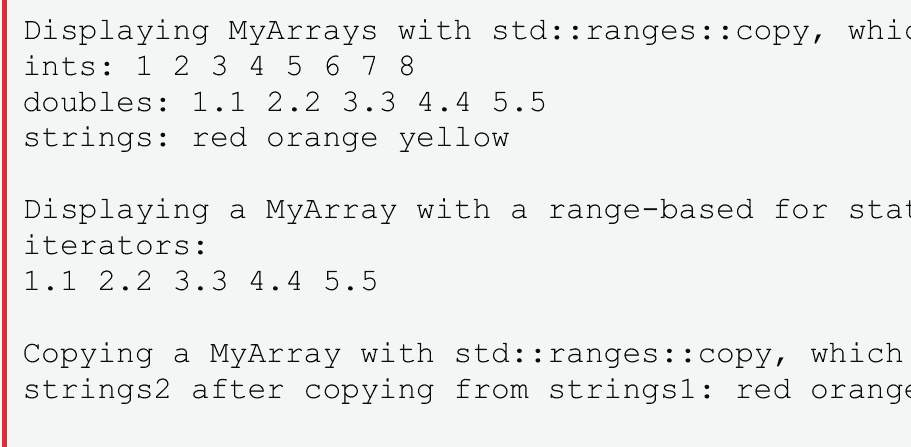 Displaying MyArrays with std::ranges::copy,
ints: 1 2 3 4 5 6 7 8
doubles: 1.1 2.2 3.3 4.4 5.5
strings: red orange yellow
Displaying a MyArray with a range-based for
iterators:
1.1 2.2 3.3 4.4 5.5
Copying a MyArray with std::ranges::copy, which
strings2 after copying from strings1: red orange